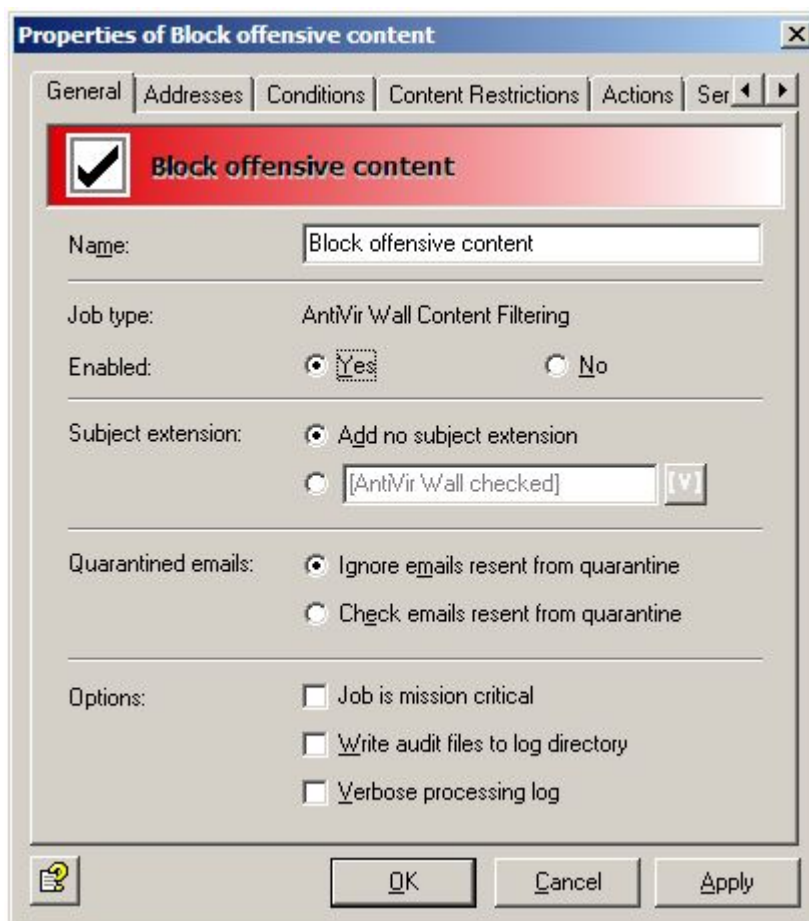 Properties of Block offensive content
General Addresses Conditions Content Restrictions Actions Ser
Block offensive content
Name: Block offensive content
Job type: AntiVir Wall Content Filtering
Enabled: Yes No
Subject extension: Add no subject extension
[AntiVir Wall checked] [V]
Quarantined emails: Ignore emails resent from quarantine
Check emails resent from quarantine
Options: Job is mission critical
Write audit files to log directory
Verbose processing log
OK Cancel Apply